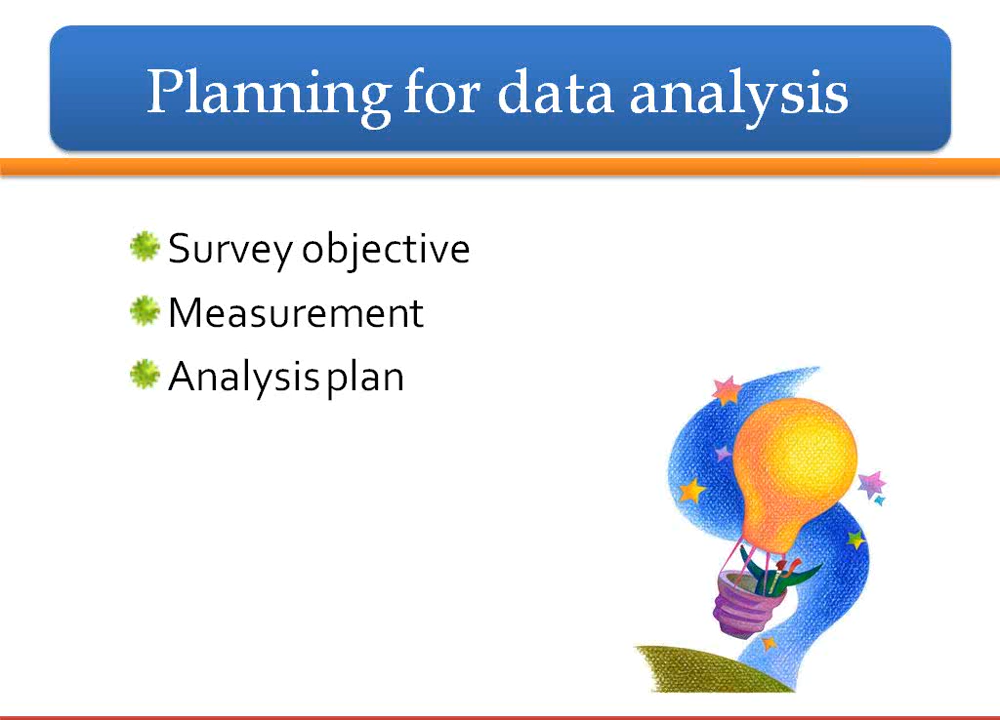 Planning for data analysis
Survey objective
Measurement
Analysis plan